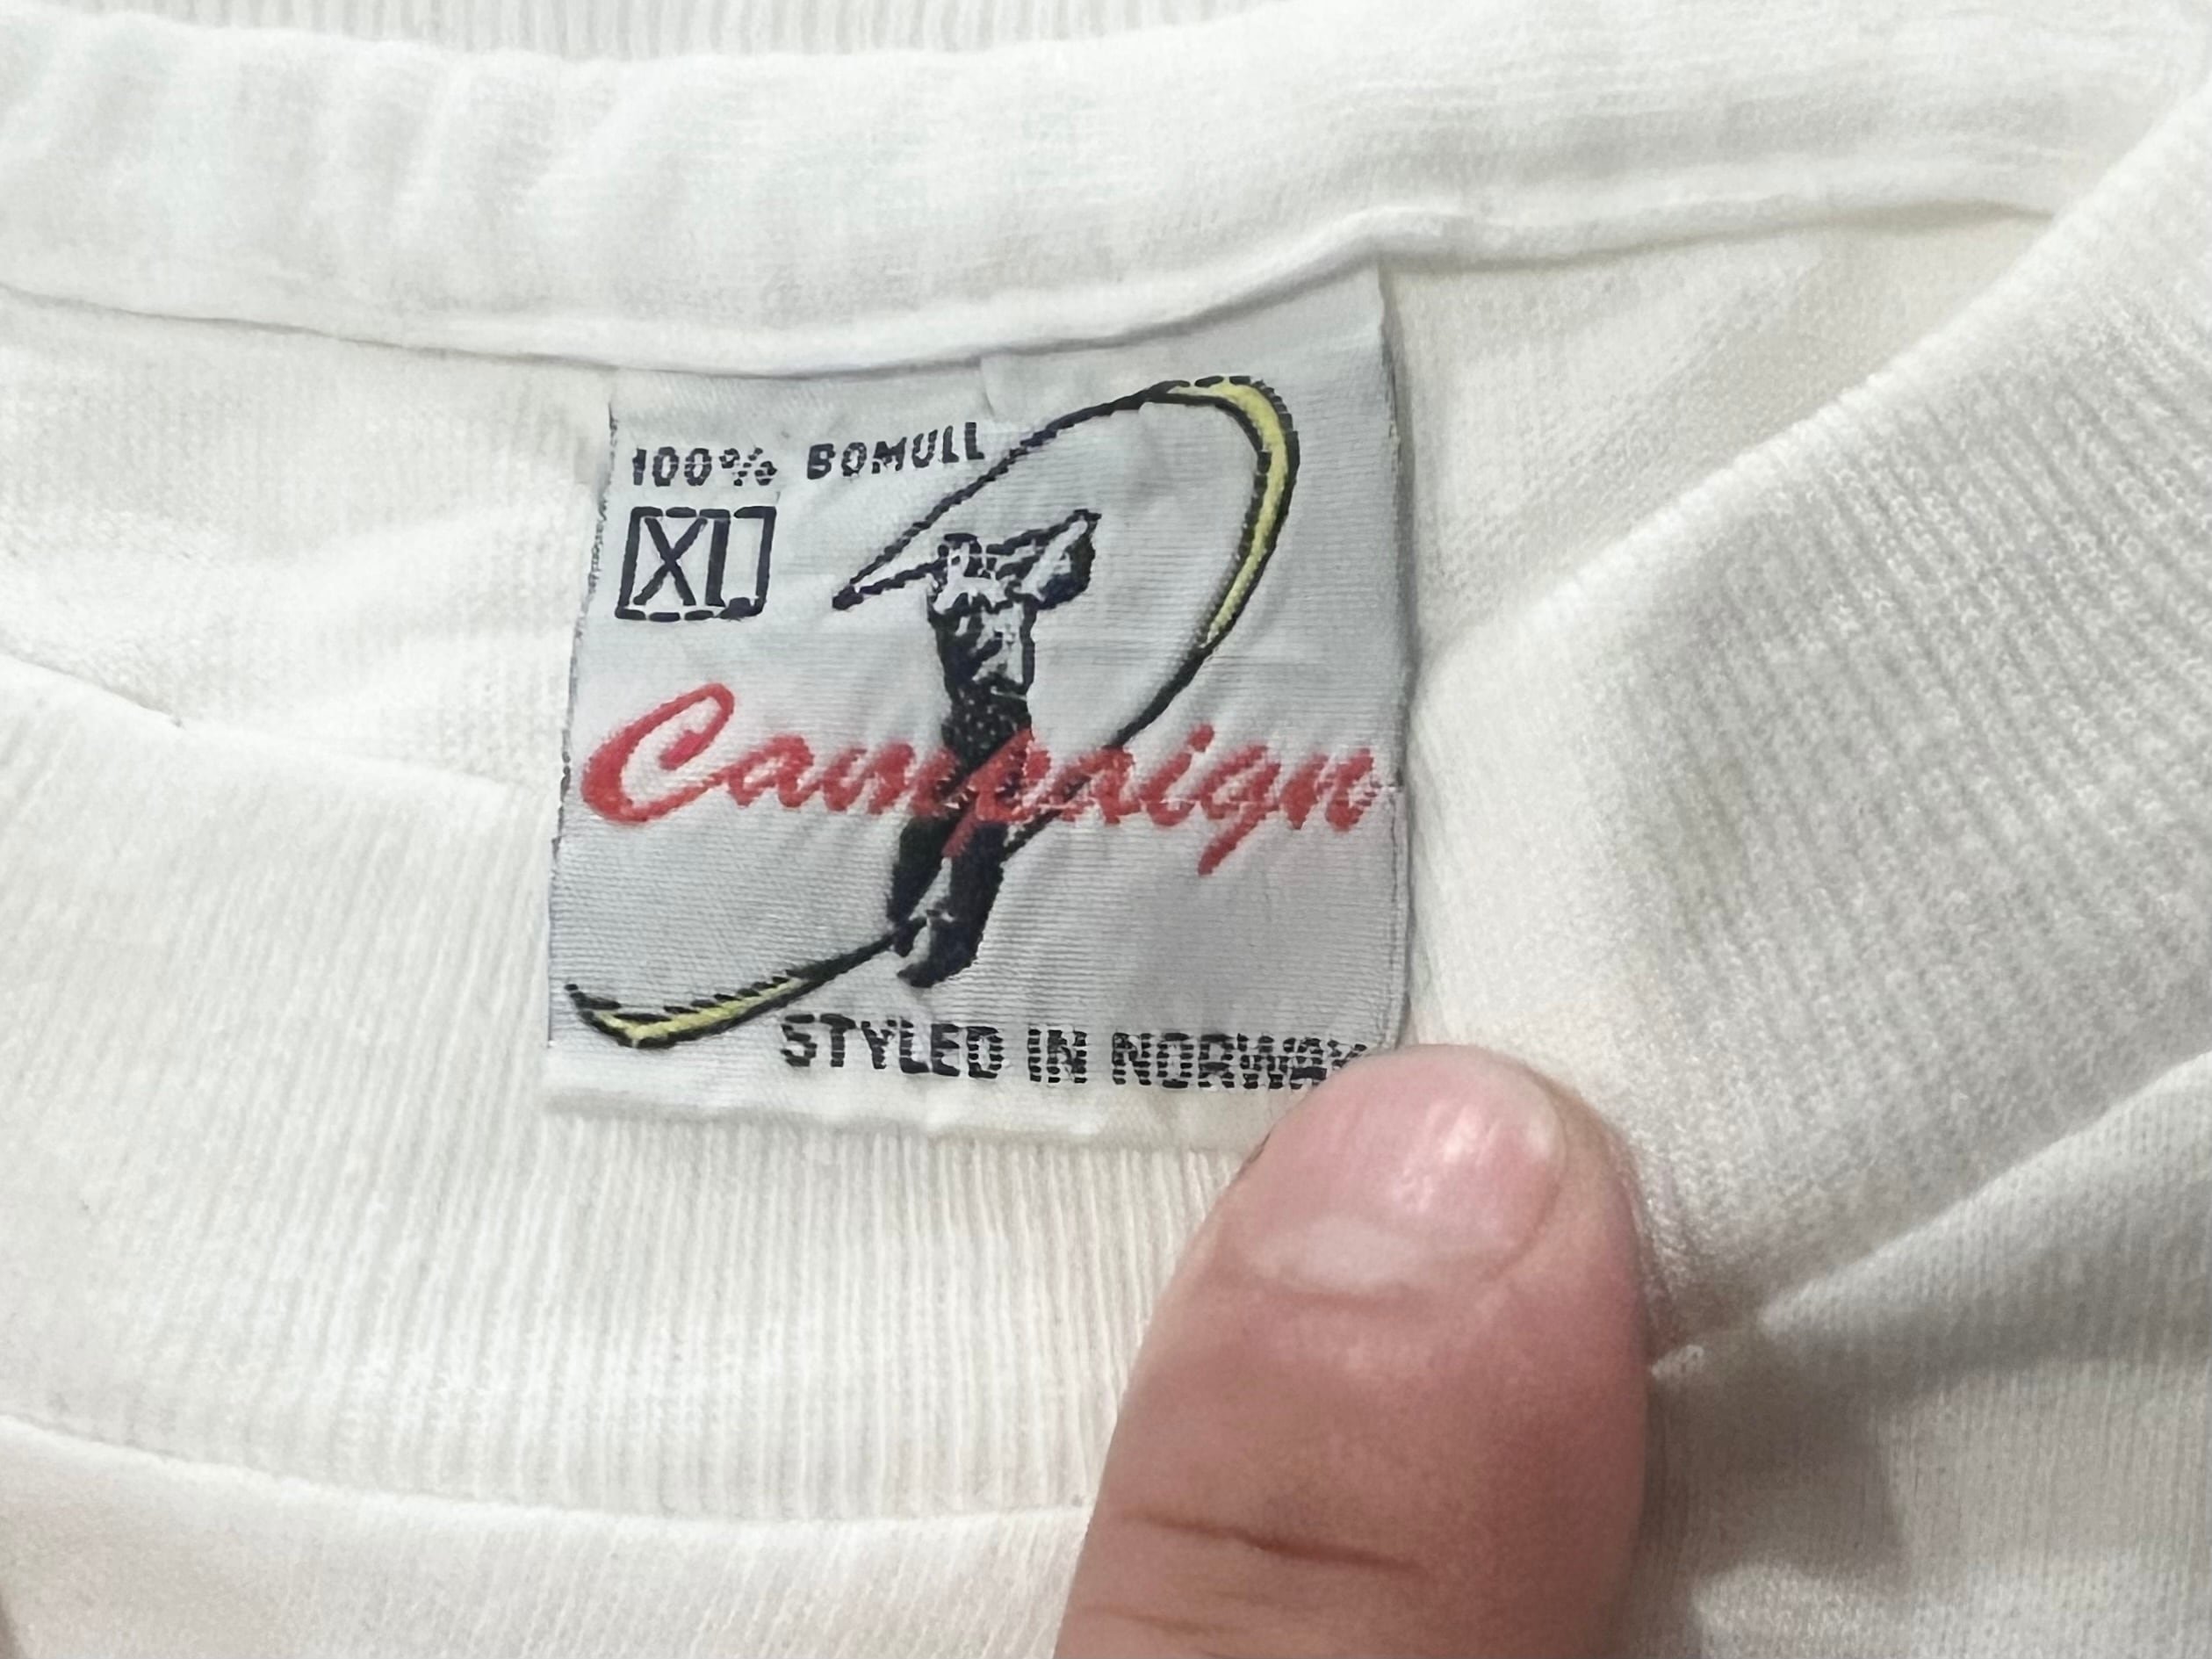 100% BOMULL
XL
Campaign
STYLED IN NORWAY